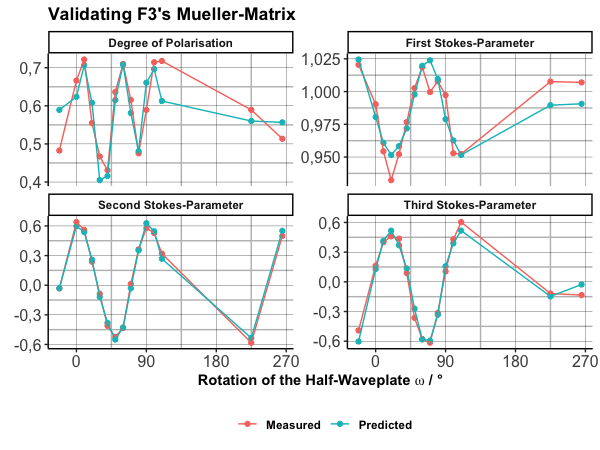 Validating F3's Mueller-Matrix
Degree of Polarisation
First Stokes-Parameter
0,7
0,6
0,5
0,4
1,025
1,000
0,975
0,950
Second Stokes-Parameter
Third Stokes-Parameter
0,6
0,3
0,0
-0,3
-0,6
0,6
0,3
0,0
-0,3
-0,6
0 90 180 270
0 90 180 270
Rotation of the Half-Waveplate ω / °
Measured Predicted